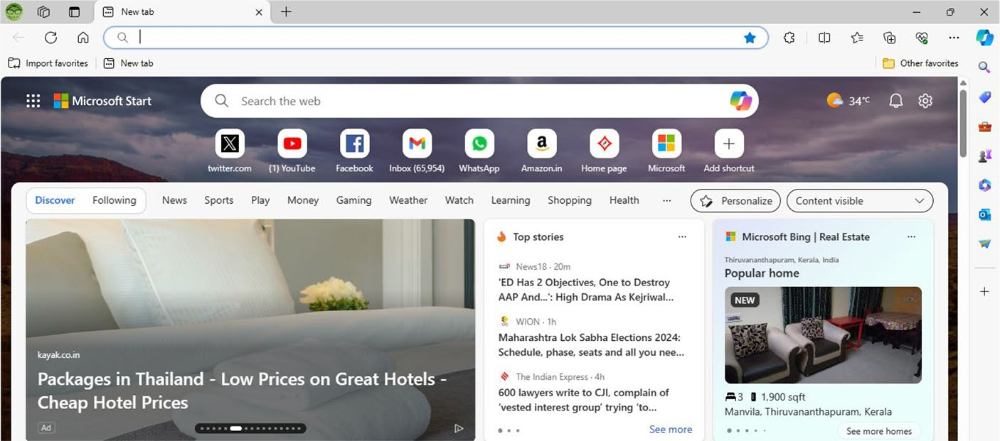 New tab
Import favorites
New tab
Other favorites
Microsoft Start
Search the web
34°C
twitter.com
(1) YouTube
Facebook
Inbox (65,954)
WhatsApp
Amazon.in
Home page
Microsoft
Add shortcut
Discover
Following
News
Sports
Play
Money
Gaming
Weather
Watch
Learning
Shopping
Health
Personalize
Content visible
kayak.co.in
Packages in Thailand - Low Prices on Great Hotels -
Cheap Hotel Prices
Ad
Top stories
News18 · 20m
'ED Has 2 Objectives, One to Destroy
AAP And...': High Drama As Kejriwal...
WION · 1h
Maharashtra Lok Sabha Elections 2024:
Schedule, phase, seats and all you nee...
The Indian Express · 4h
600 lawyers write to CJI, complain of
‘vested interest group’ trying ‘to...
See more
Microsoft Bing | Real Estate
Thiruvananthapuram, Kerala, India
Popular home
NEW
3 1,900 sqft
Manvila, Thiruvananthapuram, Kerala
See more homes